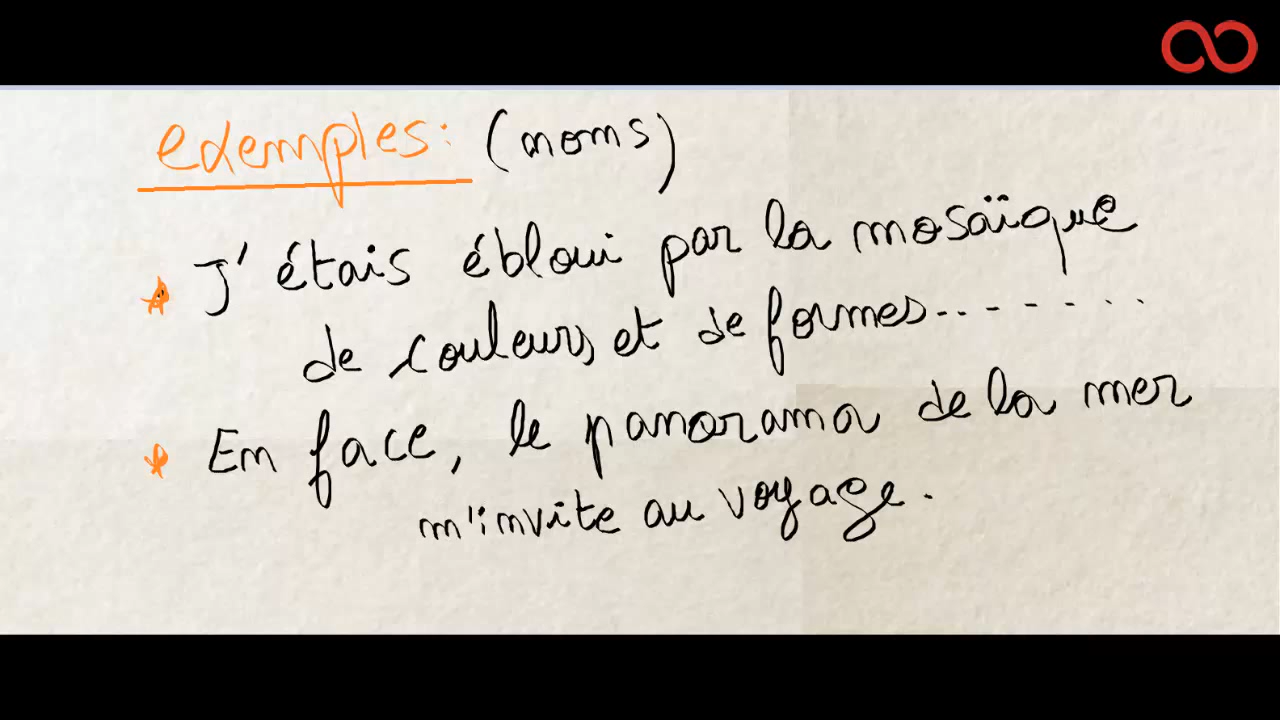 exemples: (noms)
J'étais ébloui par la mosaïque
de couleurs et de formes..........
En face, le panorama de la mer
m'invite au voyage.